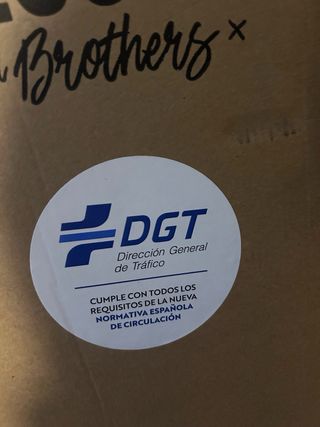 Brothers x
DGT
Dirección General
de Tráfico
CUMPLE CON TODOS LOS
REQUISITOS DE LA NUEVA
NORMATIVA ESPAÑOLA
DE CIRCULACIÓN